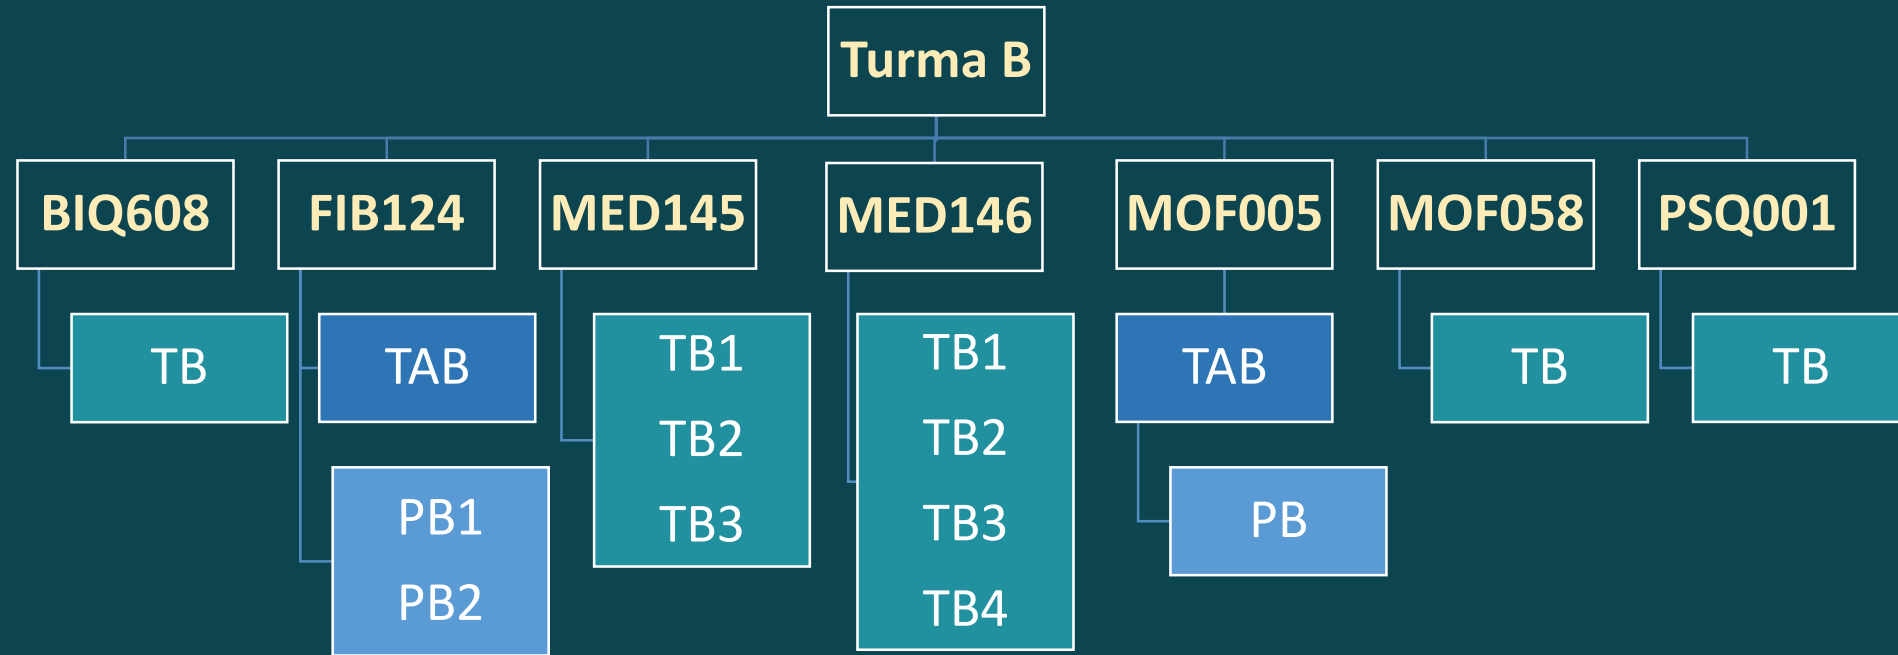 Turma B
BIQ608
FIB124
MED145
MED146
MOF005
MOF058
PSQ001
TB
TAB
PB1
PB2
TB1
TB2
TB3
TB1
TB2
TB3
TB4
TAB
PB
TB
TB